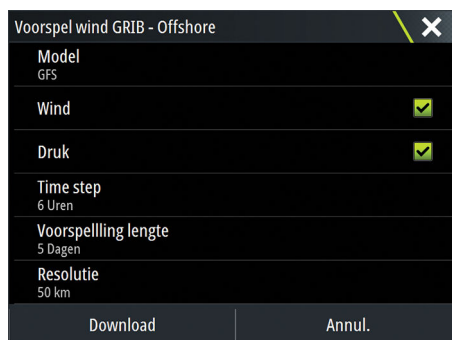 Voorspel wind GRIB - Offshore
Model
GFS
Wind
Druk
Time step
6 Uren
Voorspellling lengte
5 Dagen
Resolutie
50 km
Download
Annul.